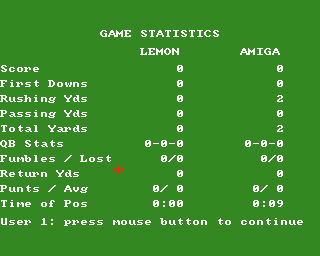 GAME STATISTICS
LEMON AMIGA
Score 0 0
First Downs 0 0
Rushing Yds 0 2
Passing Yds 0 0
Total Yards 0 2
QB Stats 0-0-0 0-0-0
Fumbles / Lost 0/0 0/0
Return Yds 0 0
Punts / Avg 0/ 0 0/ 0
Time of Pos 0:00 0:09
User 1: press mouse button to continue